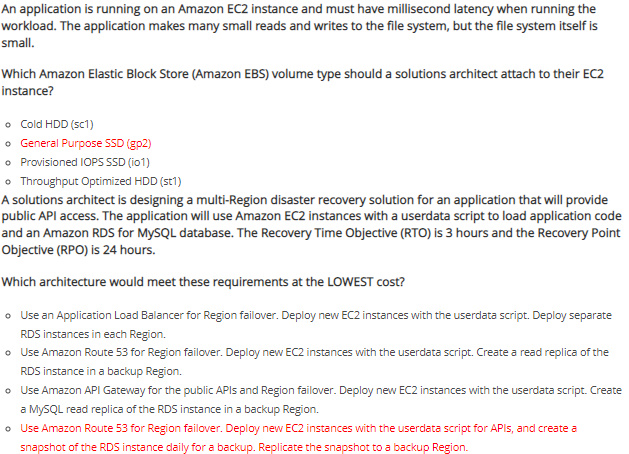 An application is running on an Amazon EC2 instance and must have millisecond latency when running the
workload. The application makes many small reads and writes to the file system, but the file system itself is
small.
Which Amazon Elastic Block Store (Amazon EBS) volume type should a solutions architect attach to their EC2
instance?
Cold HDD (sc1)
General Purpose SSD (gp2)
Provisioned IOPS SSD (io1)
Throughput Optimized HDD (st1)
A solutions architect is designing a multi-Region disaster recovery solution for an application that will provide
public API access. The application will use Amazon EC2 instances with a userdata script to load application code
and an Amazon RDS for MySQL database. The Recovery Time Objective (RTO) is 3 hours and the Recovery Point
Objective (RPO) is 24 hours.
Which architecture would meet these requirements at the LOWEST cost?
Use an Application Load Balancer for Region failover. Deploy new EC2 instances with the userdata script. Deploy separate
RDS instances in each Region.
Use Amazon Route 53 for Region failover. Deploy new EC2 instances with the userdata script. Create a read replica of the
RDS instance in a backup Region.
Use Amazon API Gateway for the public APIs and Region failover. Deploy new EC2 instances with the userdata script. Create
a MySQL read replica of the RDS instance in a backup Region.
Use Amazon Route 53 for Region failover. Deploy new EC2 instances with the userdata script for APIs, and create a
snapshot of the RDS instance daily for a backup. Replicate the snapshot to a backup Region.